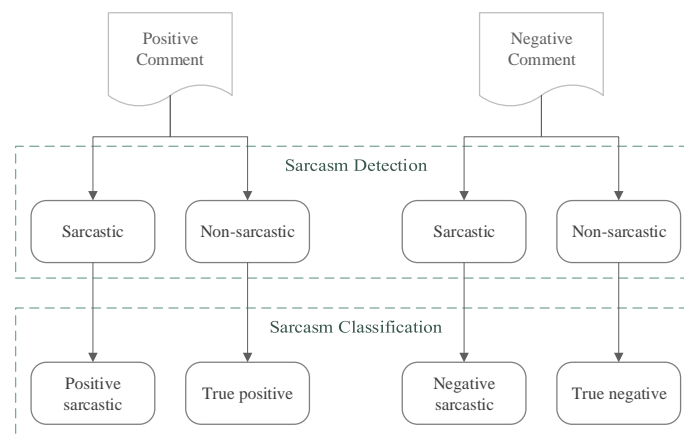 Positive
Comment
Negative
Comment
Sarcasm Detection
Sarcastic
Non-sarcastic
Sarcastic
Non-sarcastic
Sarcasm Classification
Positive
sarcastic
True positive
Negative
sarcastic
True negative